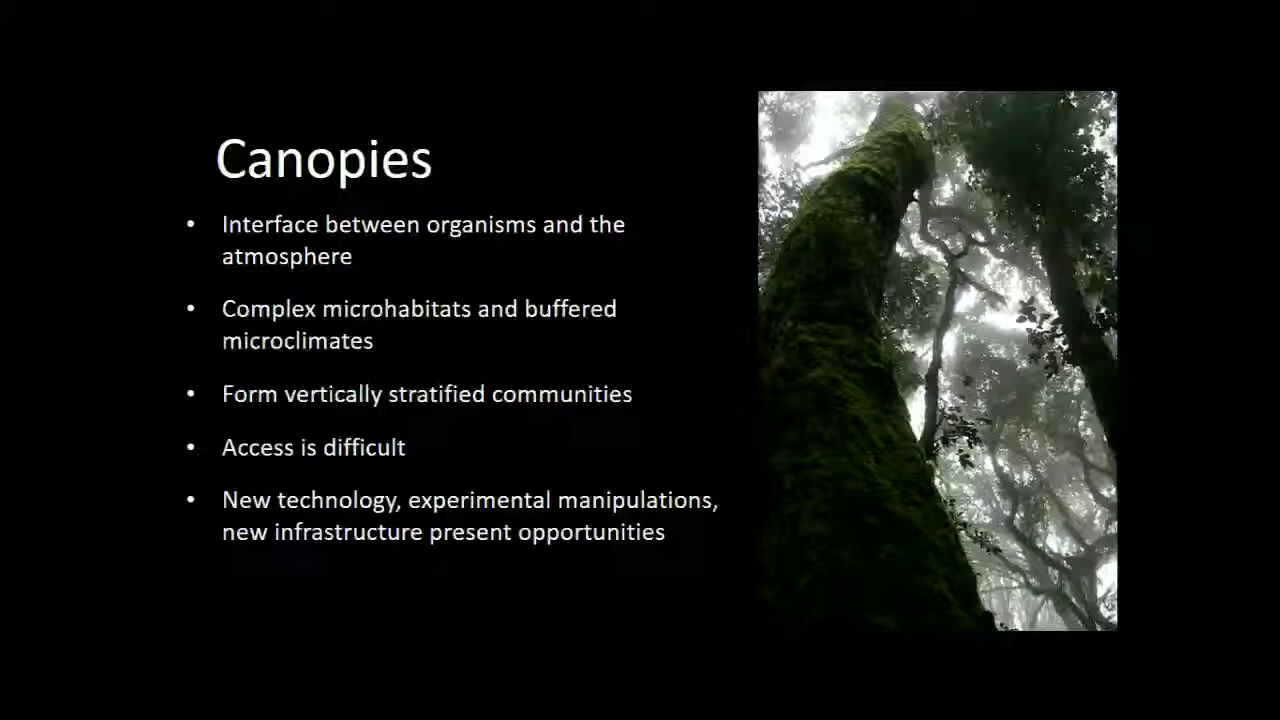 Canopies
• Interface between organisms and the
atmosphere
• Complex microhabitats and buffered
microclimates
• Form vertically stratified communities
• Access is difficult
• New technology, experimental manipulations,
new infrastructure present opportunities